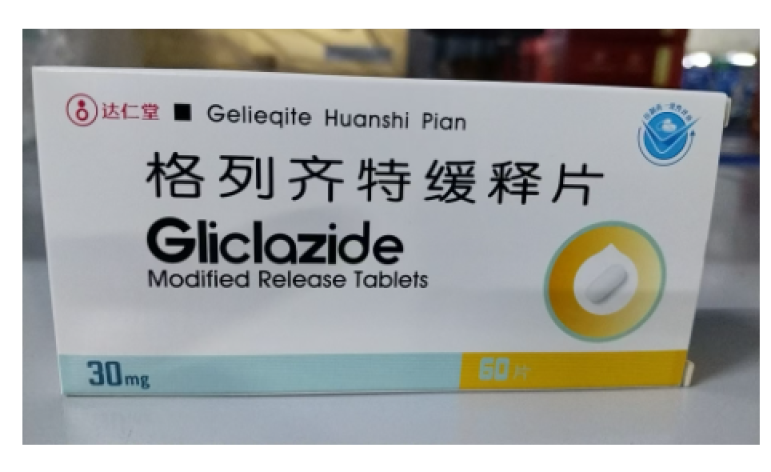 达仁堂 ■ Gelieqite Huanshi Pian
格列齐特缓释片
Gliclazide
Modified Release Tablets
30mg
60片